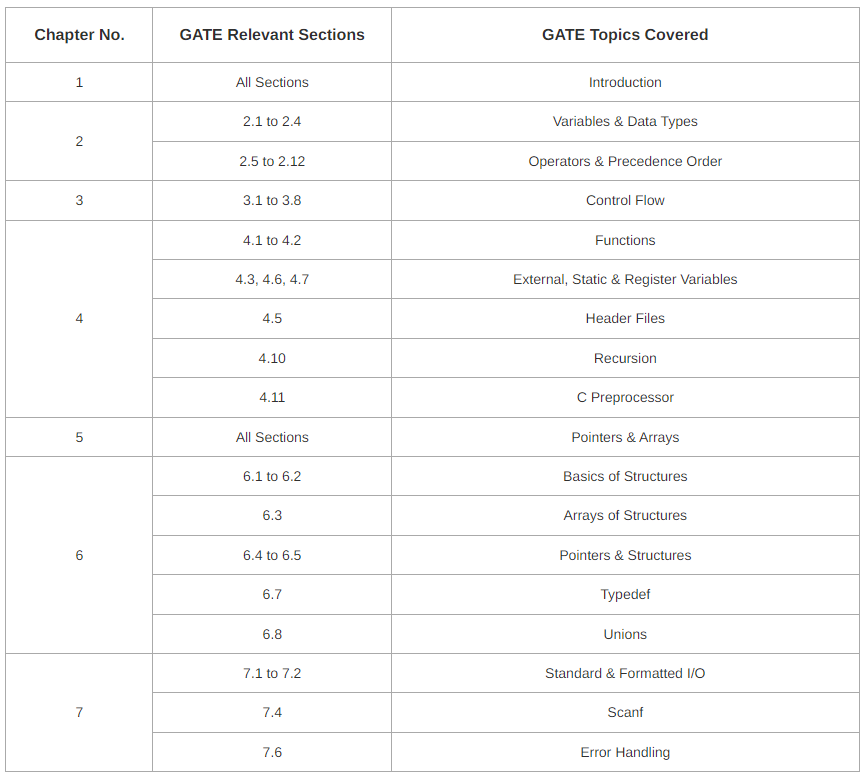 Chapter No. GATE Relevant Sections GATE Topics Covered
1 All Sections Introduction
2 2.1 to 2.4 Variables & Data Types
2.5 to 2.12 Operators & Precedence Order
3 3.1 to 3.8 Control Flow
4 4.1 to 4.2 Functions
4.3, 4.6, 4.7 External, Static & Register Variables
4.5 Header Files
4.10 Recursion
4.11 C Preprocessor
5 All Sections Pointers & Arrays
6 6.1 to 6.2 Basics of Structures
6.3 Arrays of Structures
6.4 to 6.5 Pointers & Structures
6.7 Typedef
6.8 Unions
7 7.1 to 7.2 Standard & Formatted I/O
7.4 Scanf
7.6 Error Handling